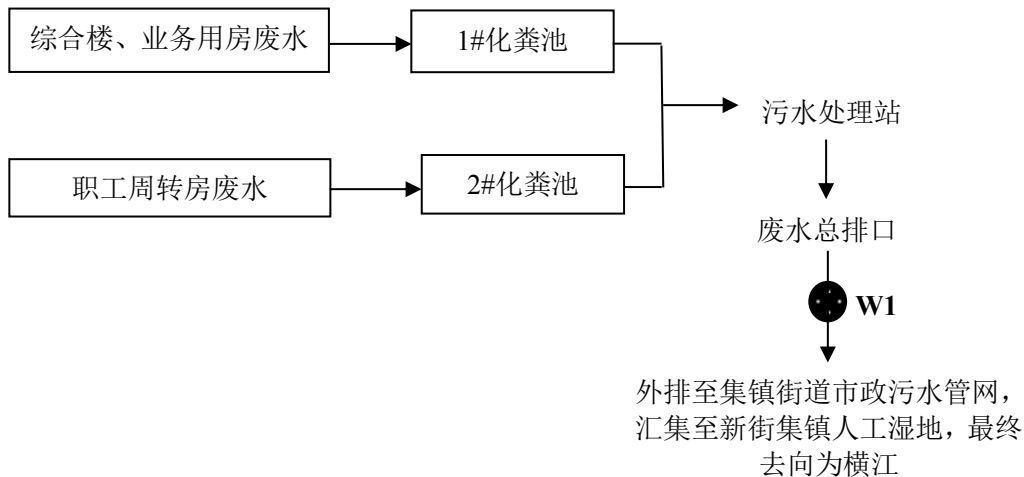 综合楼、业务用房废水
1#化粪池
污水处理站
职工周转房废水
2#化粪池
废水总排口
W1
外排至集镇街道市政污水管网，
汇集至新街集镇人工湿地，最终
去向为横江